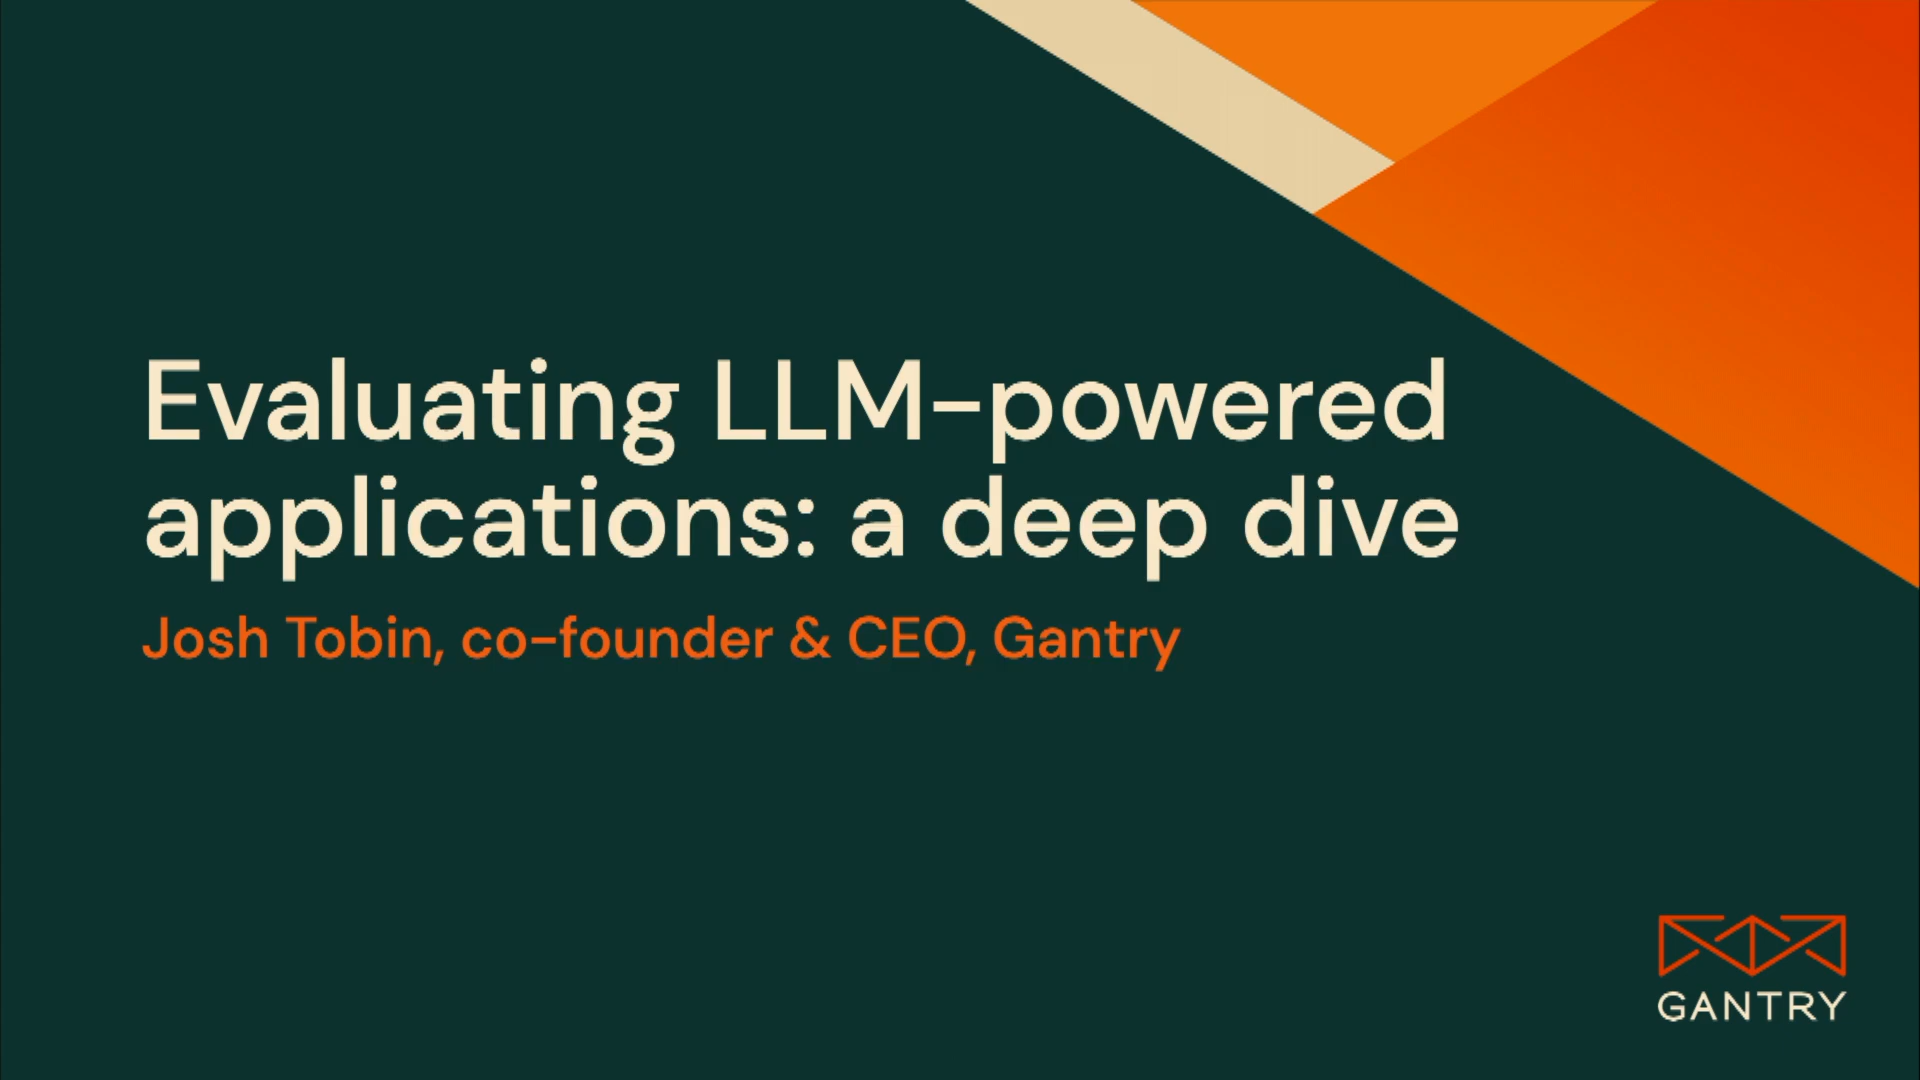 Evaluating LLM-powered
applications: a deep dive
Josh Tobin, co-founder & CEO, Gantry
GANTRY